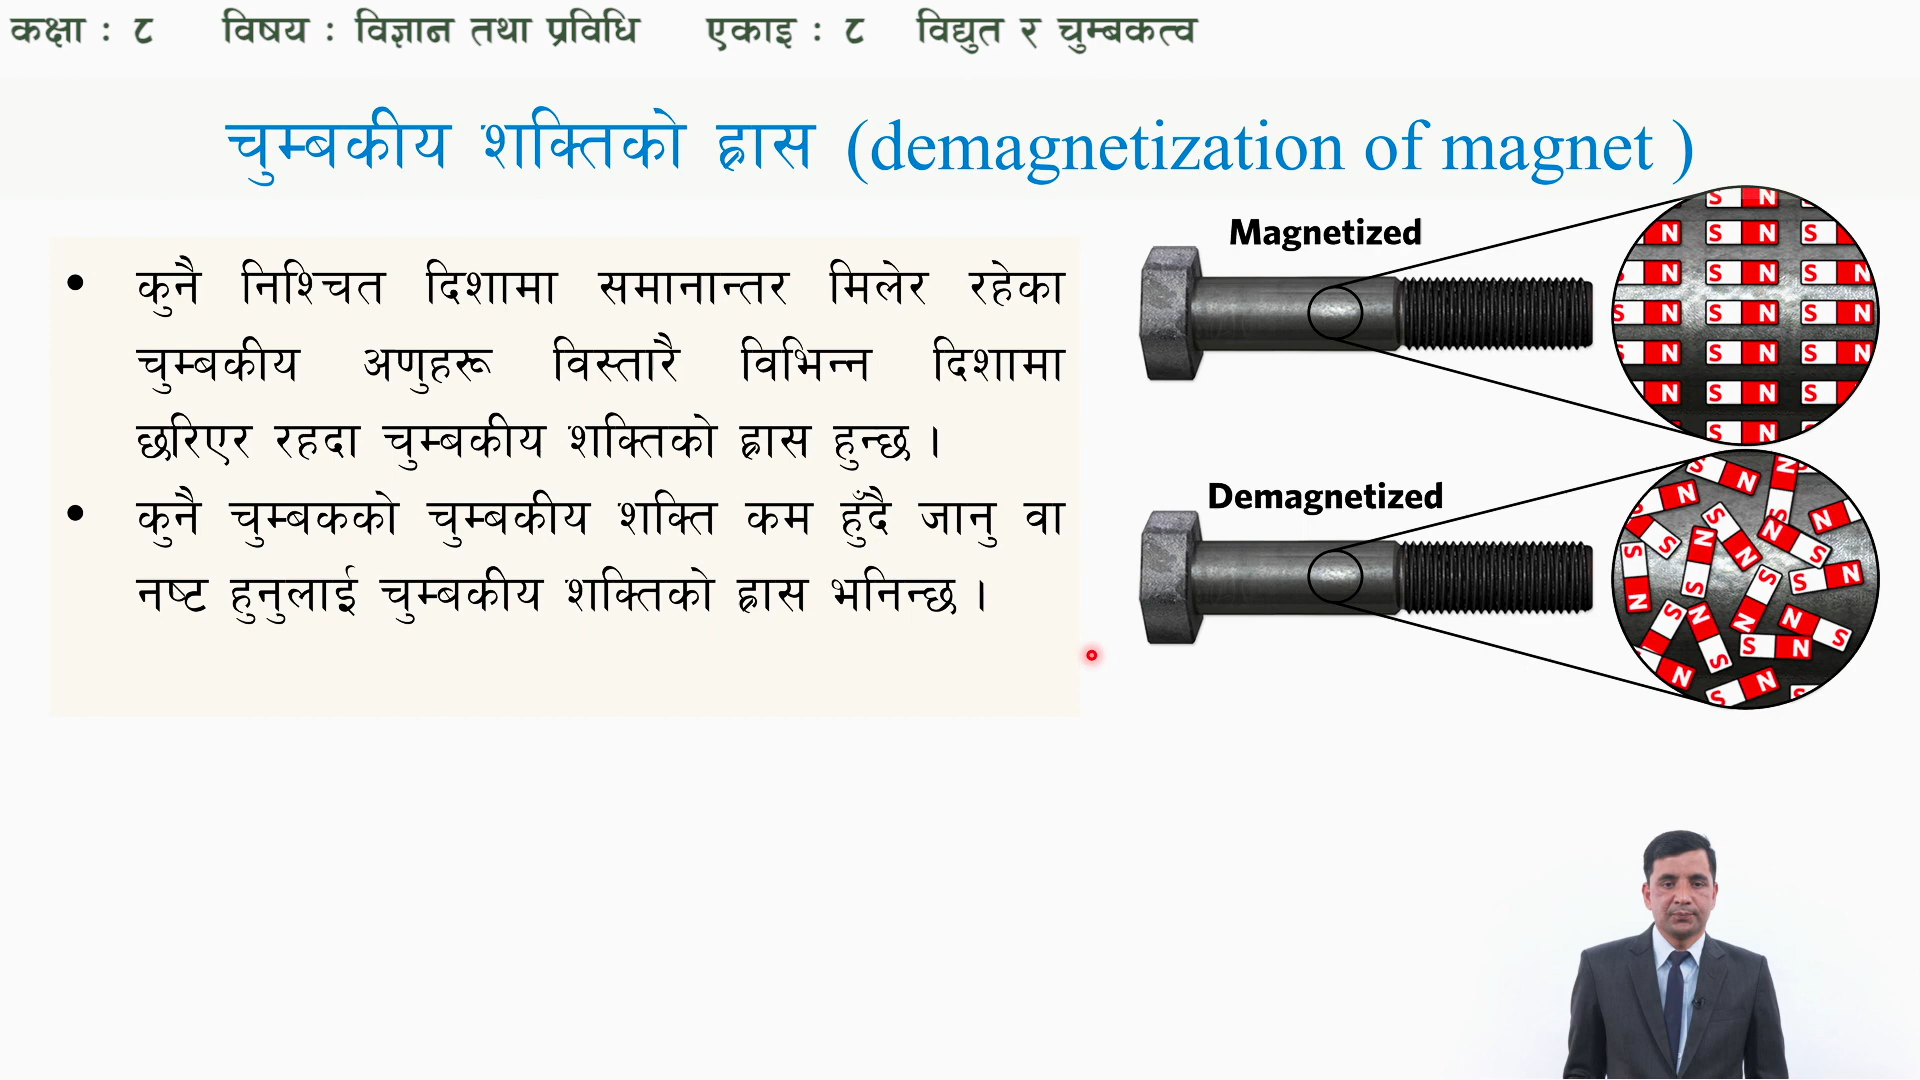 कक्षा : ८ विषय : विज्ञान तथा प्रविधि एकाइ : ८ विद्युत र चुम्बकत्व
चुम्बकीय शक्तिको ह्रास (demagnetization of magnet )
• कुनै निश्चित दिशामा समानान्तर मिलेर रहेका
चुम्बकीय अणुहरू विस्तारै विभिन्न दिशामा
छरिएर रहदा चुम्बकीय शक्तिको ह्रास हुन्छ ।
• कुनै चुम्बकको चुम्बकीय शक्ति कम हुँदै जानु वा
नष्ट हुनुलाई चुम्बकीय शक्तिको ह्रास भनिन्छ ।
Magnetized
S N
N S N S
N S N S N
S N S N S N
N S N S N
N S N S
S N
Demagnetized